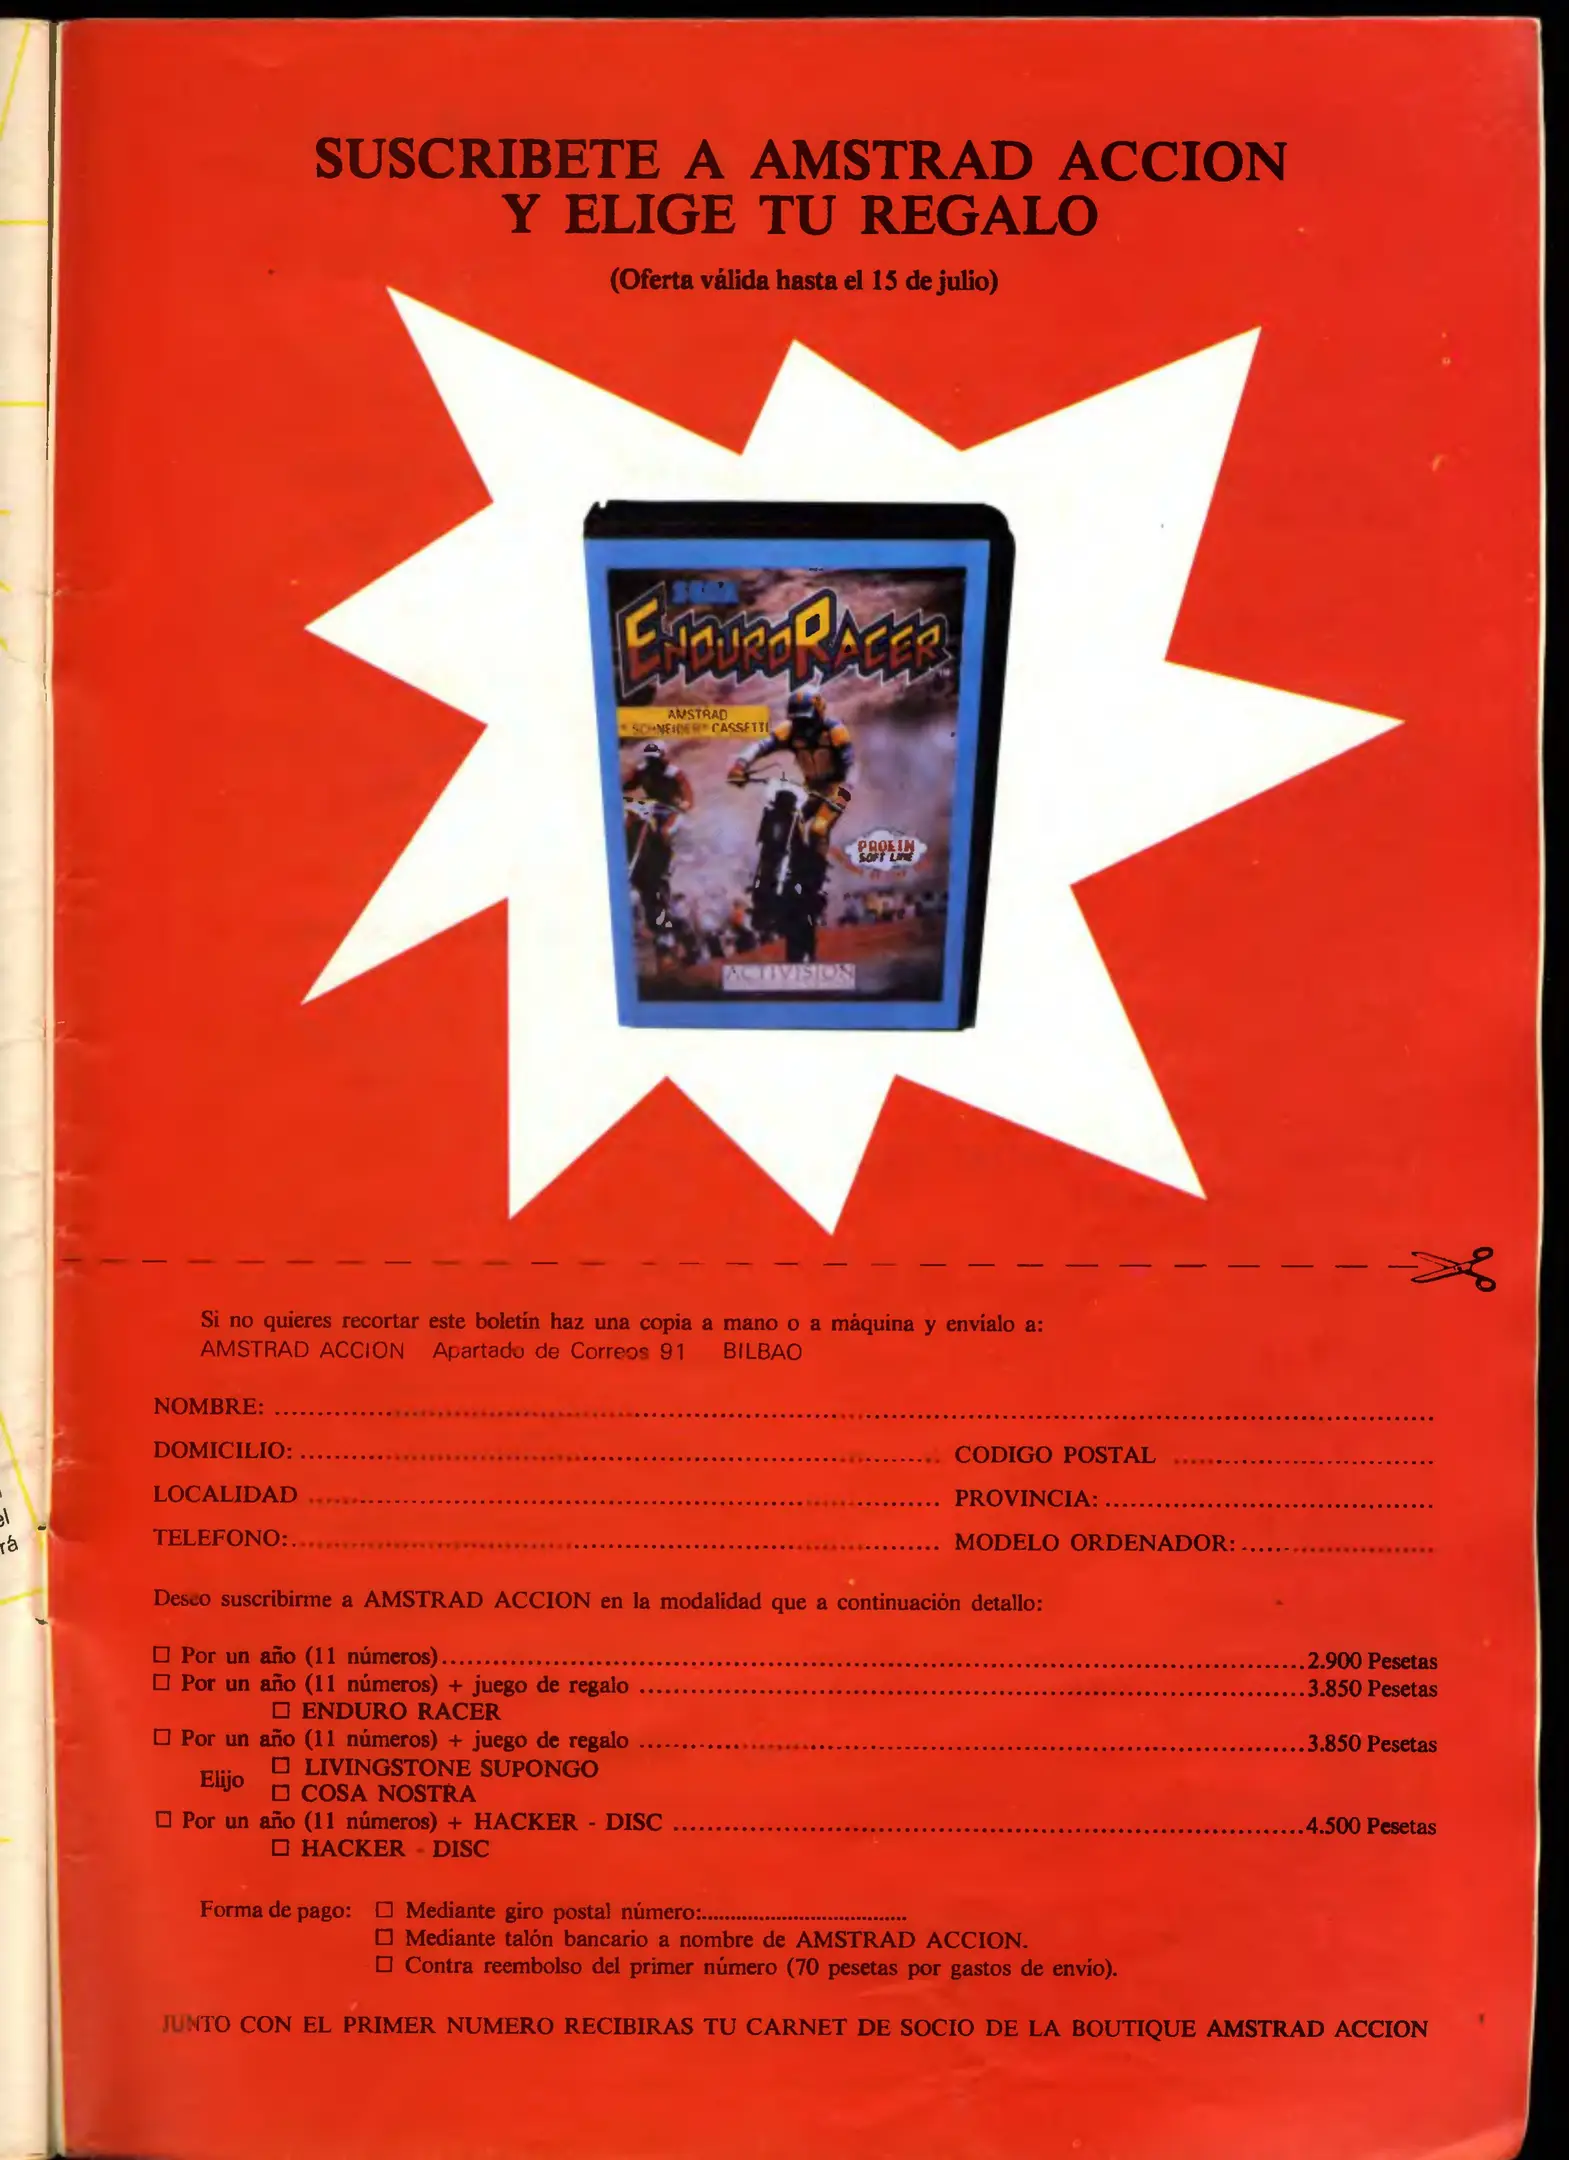 SUSCRIBETE A AMSTRAD ACCION
Y ELIGE TU REGALO
(Oferta válida hasta el 15 de julio)
SEGA
ENDURO RACER
AMSTRAD
SCHNEIDER CASSETTE
PROEIN
SOFT LINE
ACTIVISION
Si no quieres recortar este boletín haz una copia a mano o a máquina y envíalo a:
AMSTRAD ACCION Apartado de Correos 91 BILBAO
NOMBRE:
DOMICILIO: CODIGO POSTAL
LOCALIDAD PROVINCIA:
TELEFONO: MODELO ORDENADOR:
Deseo suscribirme a AMSTRAD ACCION en la modalidad que a continuación detallo:
□ Por un año (11 números) 2.900 Pesetas
□ Por un año (11 números) + juego de regalo 3.850 Pesetas
□ ENDURO RACER
□ Por un año (11 números) + juego de regalo 3.850 Pesetas
Elijo □ LIVINGSTONE SUPONGO
□ COSA NOSTRA
□ Por un año (11 números) + HACKER - DISC 4.500 Pesetas
□ HACKER - DISC
Forma de pago: □ Mediante giro postal número:
□ Mediante talón bancario a nombre de AMSTRAD ACCION.
□ Contra reembolso del primer número (70 pesetas por gastos de envío).
JUNTO CON EL PRIMER NUMERO RECIBIRAS TU CARNET DE SOCIO DE LA BOUTIQUE AMSTRAD ACCION